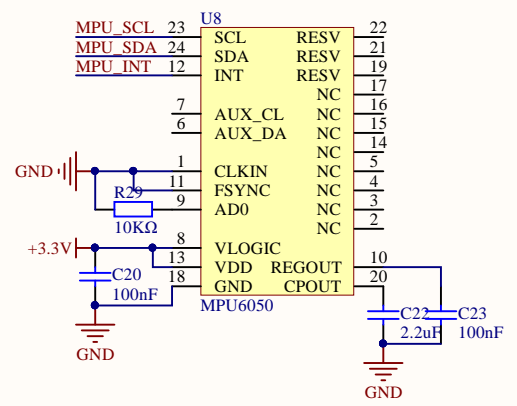 U8
MPU_SCL 23 SCL RESV 22
MPU_SDA 24 SDA RESV 21
MPU_INT 12 INT RESV 19
NC 17
7 AUX_CL NC 16
6 AUX_DA NC 15
NC 14
GND 1 CLKIN NC 5
11 FSYNC NC 4
R29 9 AD0 NC 3
10KΩ NC 2
+3.3V 8 VLOGIC
13 VDD REGOUT 10
C20 18 GND CPOUT 20
100nF MPU6050
C22 C23
2.2uF 100nF
GND
GND